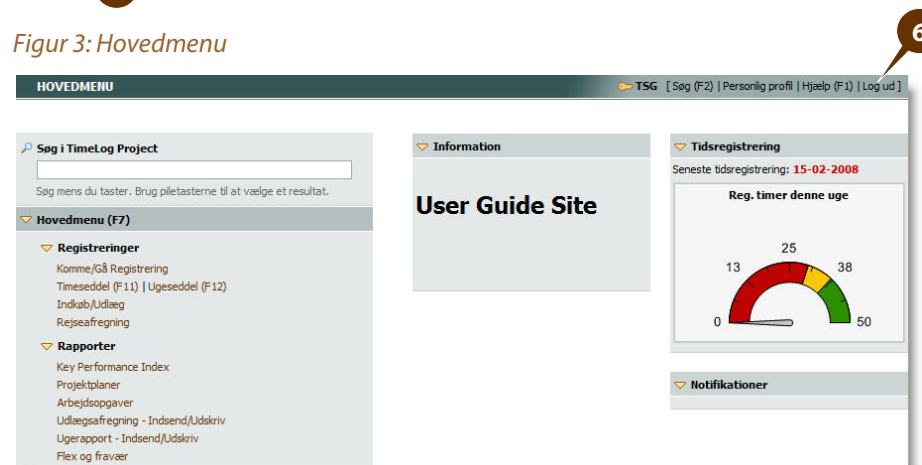 Figur 3: Hovedmenu
6
HOVEDMENU
TSG [ Søg (F2) | Personlig profil | Hjælp (F1) | Log ud ]
Søg i TimeLog Project
Søg mens du taster. Brug piletasterne til at vælge et resultat.
Hovedmenu (F7)
Registreringer
Komme/Gå Registrering
Timeseddel (F11) | Ugeseddel (F12)
Indkøb/Udlæg
Rejseafregning
Rapporter
Key Performance Index
Projektplaner
Arbejdsopgaver
Udlægsafregning - Indsend/Udskriv
Ugerapport - Indsend/Udskriv
Flex og fravær
Information
User Guide Site
Tidsregistrering
Seneste tidsregistrering: 15-02-2008
Reg. timer denne uge
25
13 38
0 50
Notifikationer